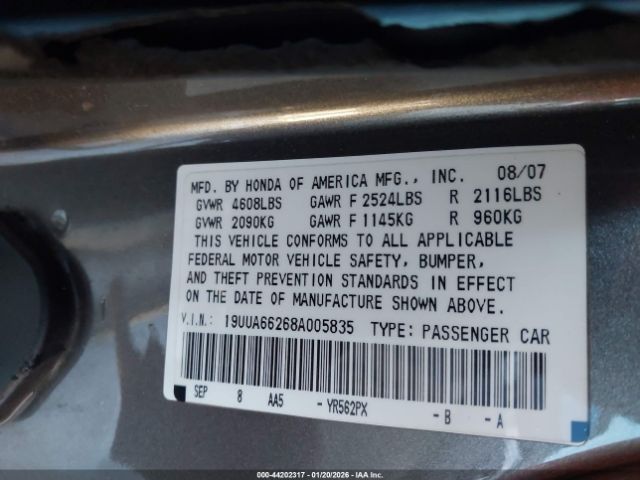 MFD. BY HONDA OF AMERICA MFG., INC. 08/07
GVWR 4608LBS GAWR F 2524LBS R 2116LBS
GVWR 2090KG GAWR F 1145KG R 960KG
THIS VEHICLE CONFORMS TO ALL APPLICABLE
FEDERAL MOTOR VEHICLE SAFETY, BUMPER,
AND THEFT PREVENTION STANDARDS IN EFFECT
ON THE DATE OF MANUFACTURE SHOWN ABOVE.
V.I.N.: 19UUA66268A005835 TYPE: PASSENGER CAR
SEP 8 AA5 -YR562PX -B -A
000-44202317 | 01/20/2026 - IAA Inc.